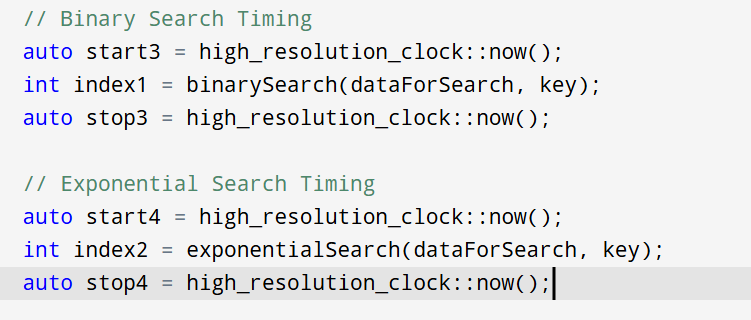 // Binary Search Timing
auto start3 = high_resolution_clock::now();
int index1 = binarySearch(dataForSearch, key);
auto stop3 = high_resolution_clock::now();
// Exponential Search Timing
auto start4 = high_resolution_clock::now();
int index2 = exponentialSearch(dataForSearch, key);
auto stop4 = high_resolution_clock::now();